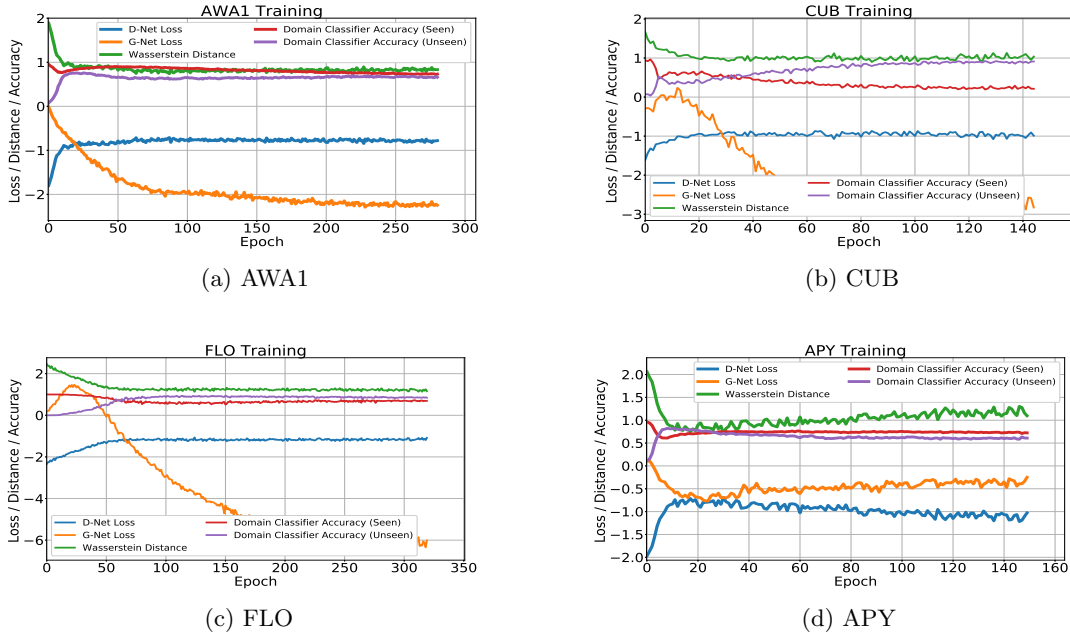 AWA1 Training
D-Net Loss
G-Net Loss
Wasserstein Distance
Domain Classifier Accuracy (Seen)
Domain Classifier Accuracy (Unseen)
Loss / Distance / Accuracy
2
1
0
−1
−2
0 50 100 150 200 250 300
Epoch
(a) AWA1
CUB Training
Loss / Distance / Accuracy
2
1
0
−1
−2
−3
D-Net Loss
G-Net Loss
Wasserstein Distance
Domain Classifier Accuracy (Seen)
Domain Classifier Accuracy (Unseen)
0 20 40 60 80 100 120 140
Epoch
(b) CUB
FLO Training
Loss / Distance / Accuracy
2
0
−2
−4
−6
D-Net Loss
G-Net Loss
Wasserstein Distance
Domain Classifier Accuracy (Seen)
Domain Classifier Accuracy (Unseen)
0 50 100 150 200 250 300 350
Epoch
(c) FLO
APY Training
D-Net Loss
G-Net Loss
Wasserstein Distance
Domain Classifier Accuracy (Seen)
Domain Classifier Accuracy (Unseen)
Loss / Distance / Accuracy
2.0
1.5
1.0
0.5
0.0
−0.5
−1.0
−1.5
−2.0
0 20 40 60 80 100 120 140 160
Epoch
(d) APY